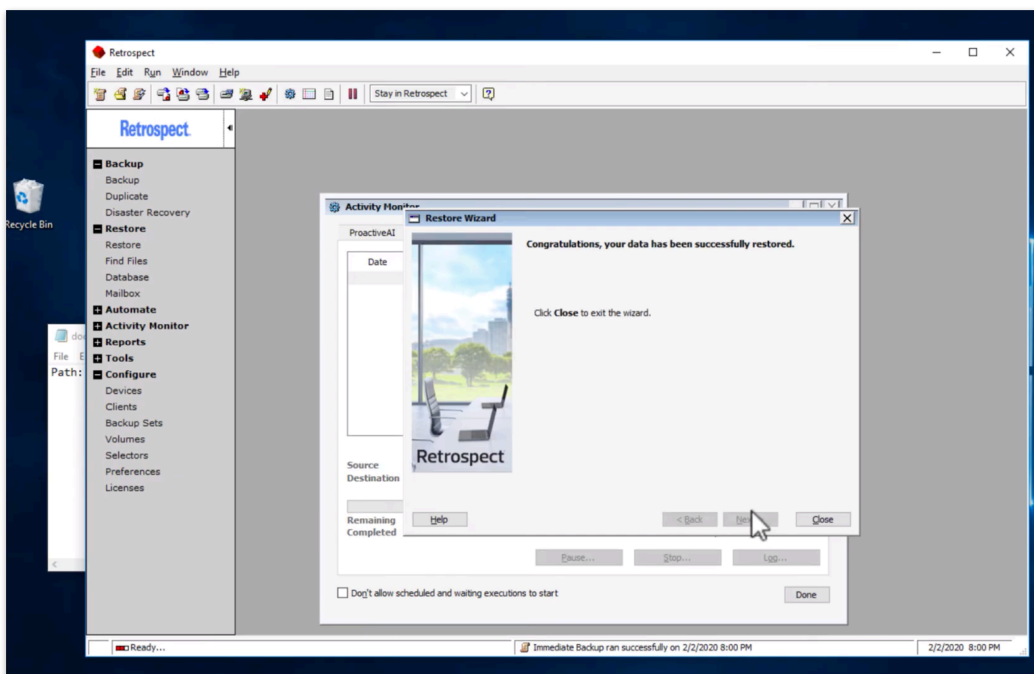 Retrospect
File Edit Run Window Help
Stay in Retrospect
Retrospect
Backup
Backup
Duplicate
Disaster Recovery
Restore
Restore
Find Files
Database
Mailbox
Automate
Activity Monitor
Reports
Tools
Configure
Devices
Clients
Backup Sets
Volumes
Selectors
Preferences
Licenses
Recycle Bin
File
Path:
Activity Monitor
ProactiveAI
Date
Source
Destination
Remaining
Completed
Pause... Stop... Log...
Don't allow scheduled and waiting executions to start
Done
Restore Wizard
Congratulations, your data has been successfully restored.
Click Close to exit the wizard.
Retrospect
Help
< Back
Close
Ready...
Immediate Backup ran successfully on 2/2/2020 8:00 PM
2/2/2020 8:00 PM